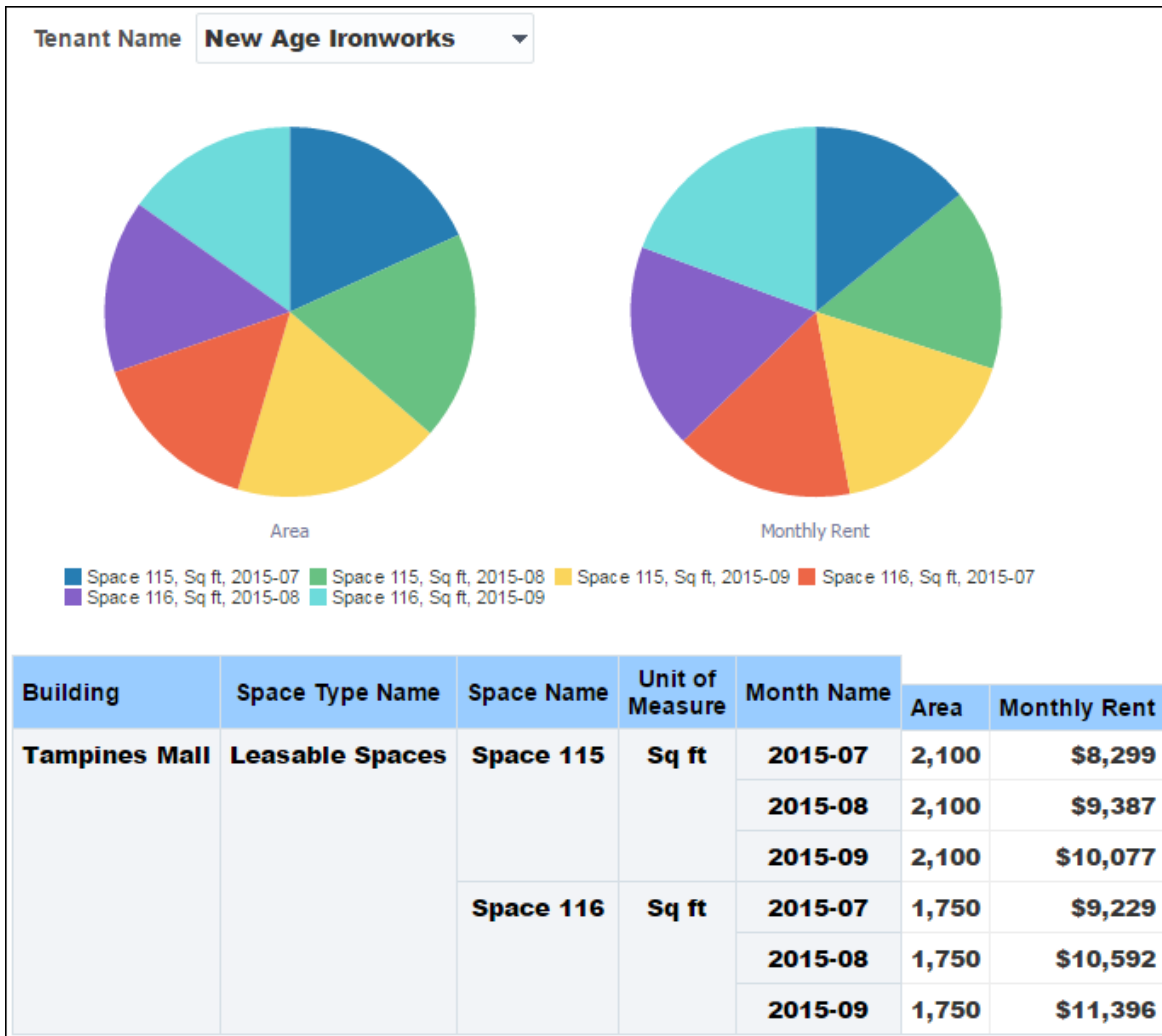 Tenant Name New Age Ironworks
Area Monthly Rent
Space 115, Sq ft, 2015-07 Space 115, Sq ft, 2015-08 Space 115, Sq ft, 2015-09 Space 116, Sq ft, 2015-07
Space 116, Sq ft, 2015-08 Space 116, Sq ft, 2015-09
Building Space Type Name Space Name Unit of Measure Month Name Area Monthly Rent
Tampines Mall Leasable Spaces Space 115 Sq ft 2015-07 2,100 $8,299
2015-08 2,100 $9,387
2015-09 2,100 $10,077
Space 116 Sq ft 2015-07 1,750 $9,229
2015-08 1,750 $10,592
2015-09 1,750 $11,396